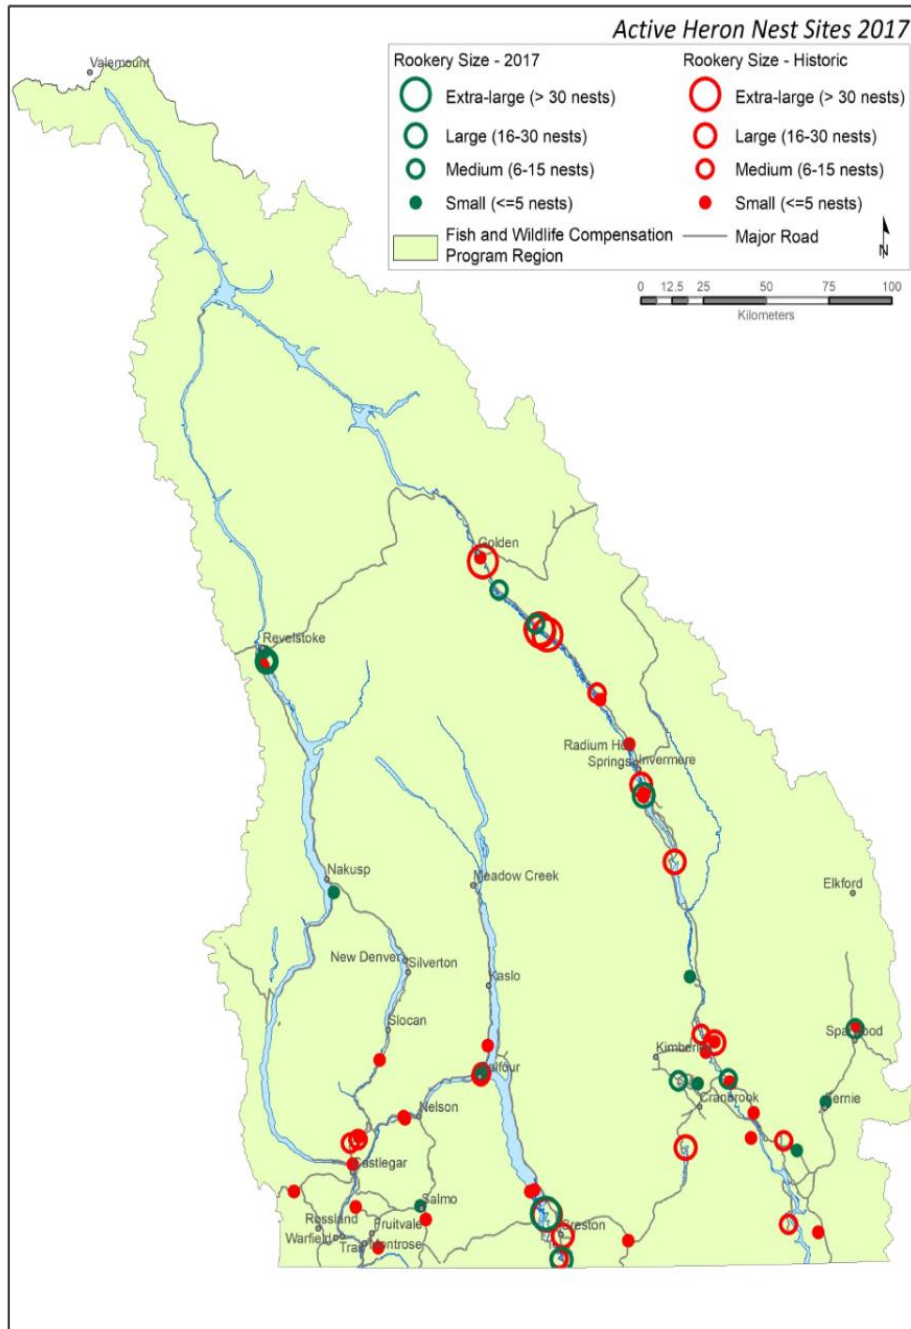 Active Heron Nest Sites 2017
Rookery Size - 2017
Extra-large (> 30 nests)
Large (16-30 nests)
Medium (6-15 nests)
Small (<=5 nests)
Fish and Wildlife Compensation
Program Region
Rookery Size - Historic
Extra-large (> 30 nests)
Large (16-30 nests)
Medium (6-15 nests)
Small (<=5 nests)
Major Road
N
0 12.5 25 50 75 100
Kilometers
Valemount
Golden
Revelstoke
Radium Ho
Springs
Invermere
Nakusp
Meadow Creek
Elkford
New Denver
Silverton
Kaslo
Slocan
Kimberley
Nelson
Cranbrook
Castlegar
Salmo
Rossland
Fruitvale
Warfield
Trail
Montrose
Creston